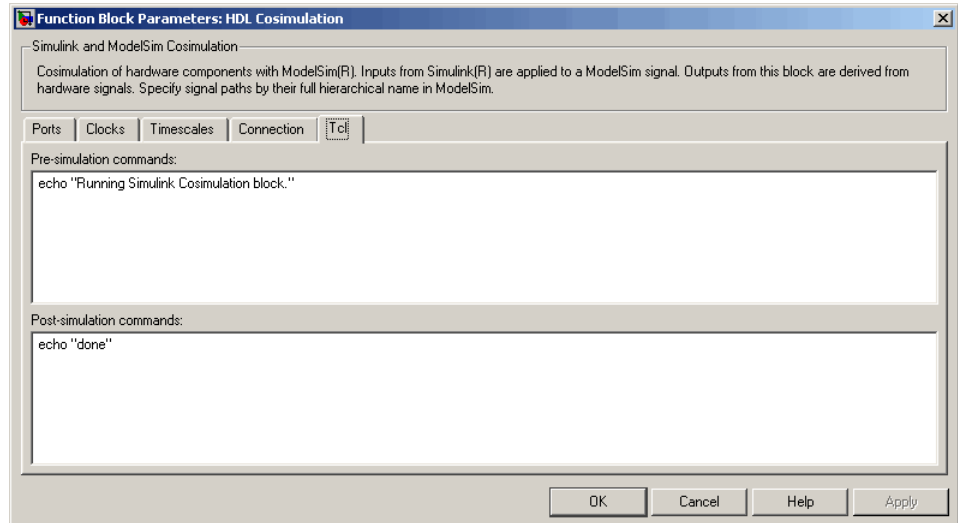 Function Block Parameters: HDL Cosimulation
Simulink and ModelSim Cosimulation
Cosimulation of hardware components with ModelSim(R). Inputs from Simulink(R) are applied to a ModelSim signal. Outputs from this block are derived from
hardware signals. Specify signal paths by their full hierarchical name in ModelSim.
Ports Clocks Timescales Connection Tcl
Pre-simulation commands:
echo "Running Simulink Cosimulation block."
Post-simulation commands:
echo "done"
OK Cancel Help Apply